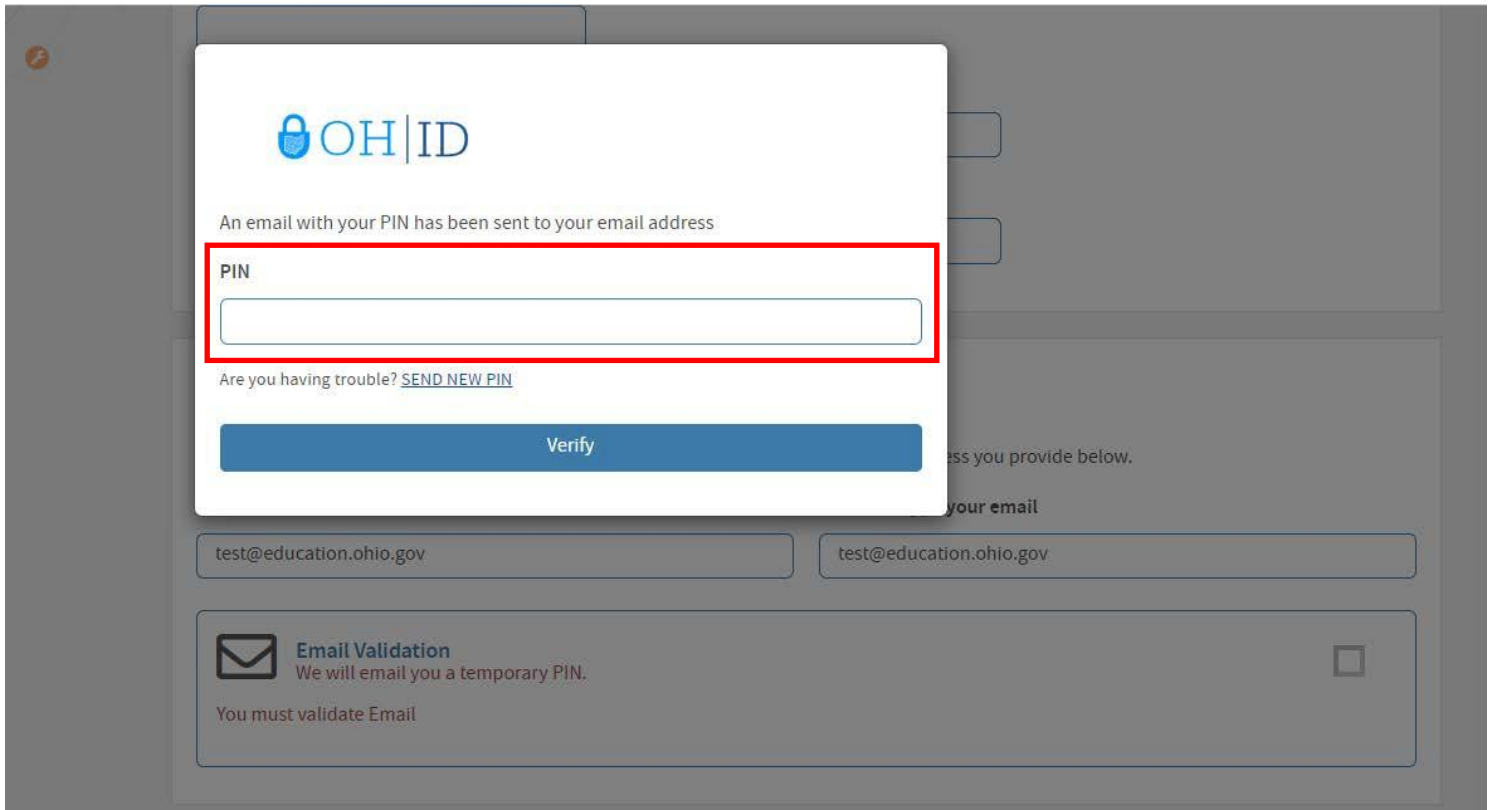 OH|ID
An email with your PIN has been sent to your email address
PIN
Are you having trouble? SEND NEW PIN
Verify
you provide below.
your email
test@education.ohio.gov
test@education.ohio.gov
Email Validation
We will email you a temporary PIN.
You must validate Email